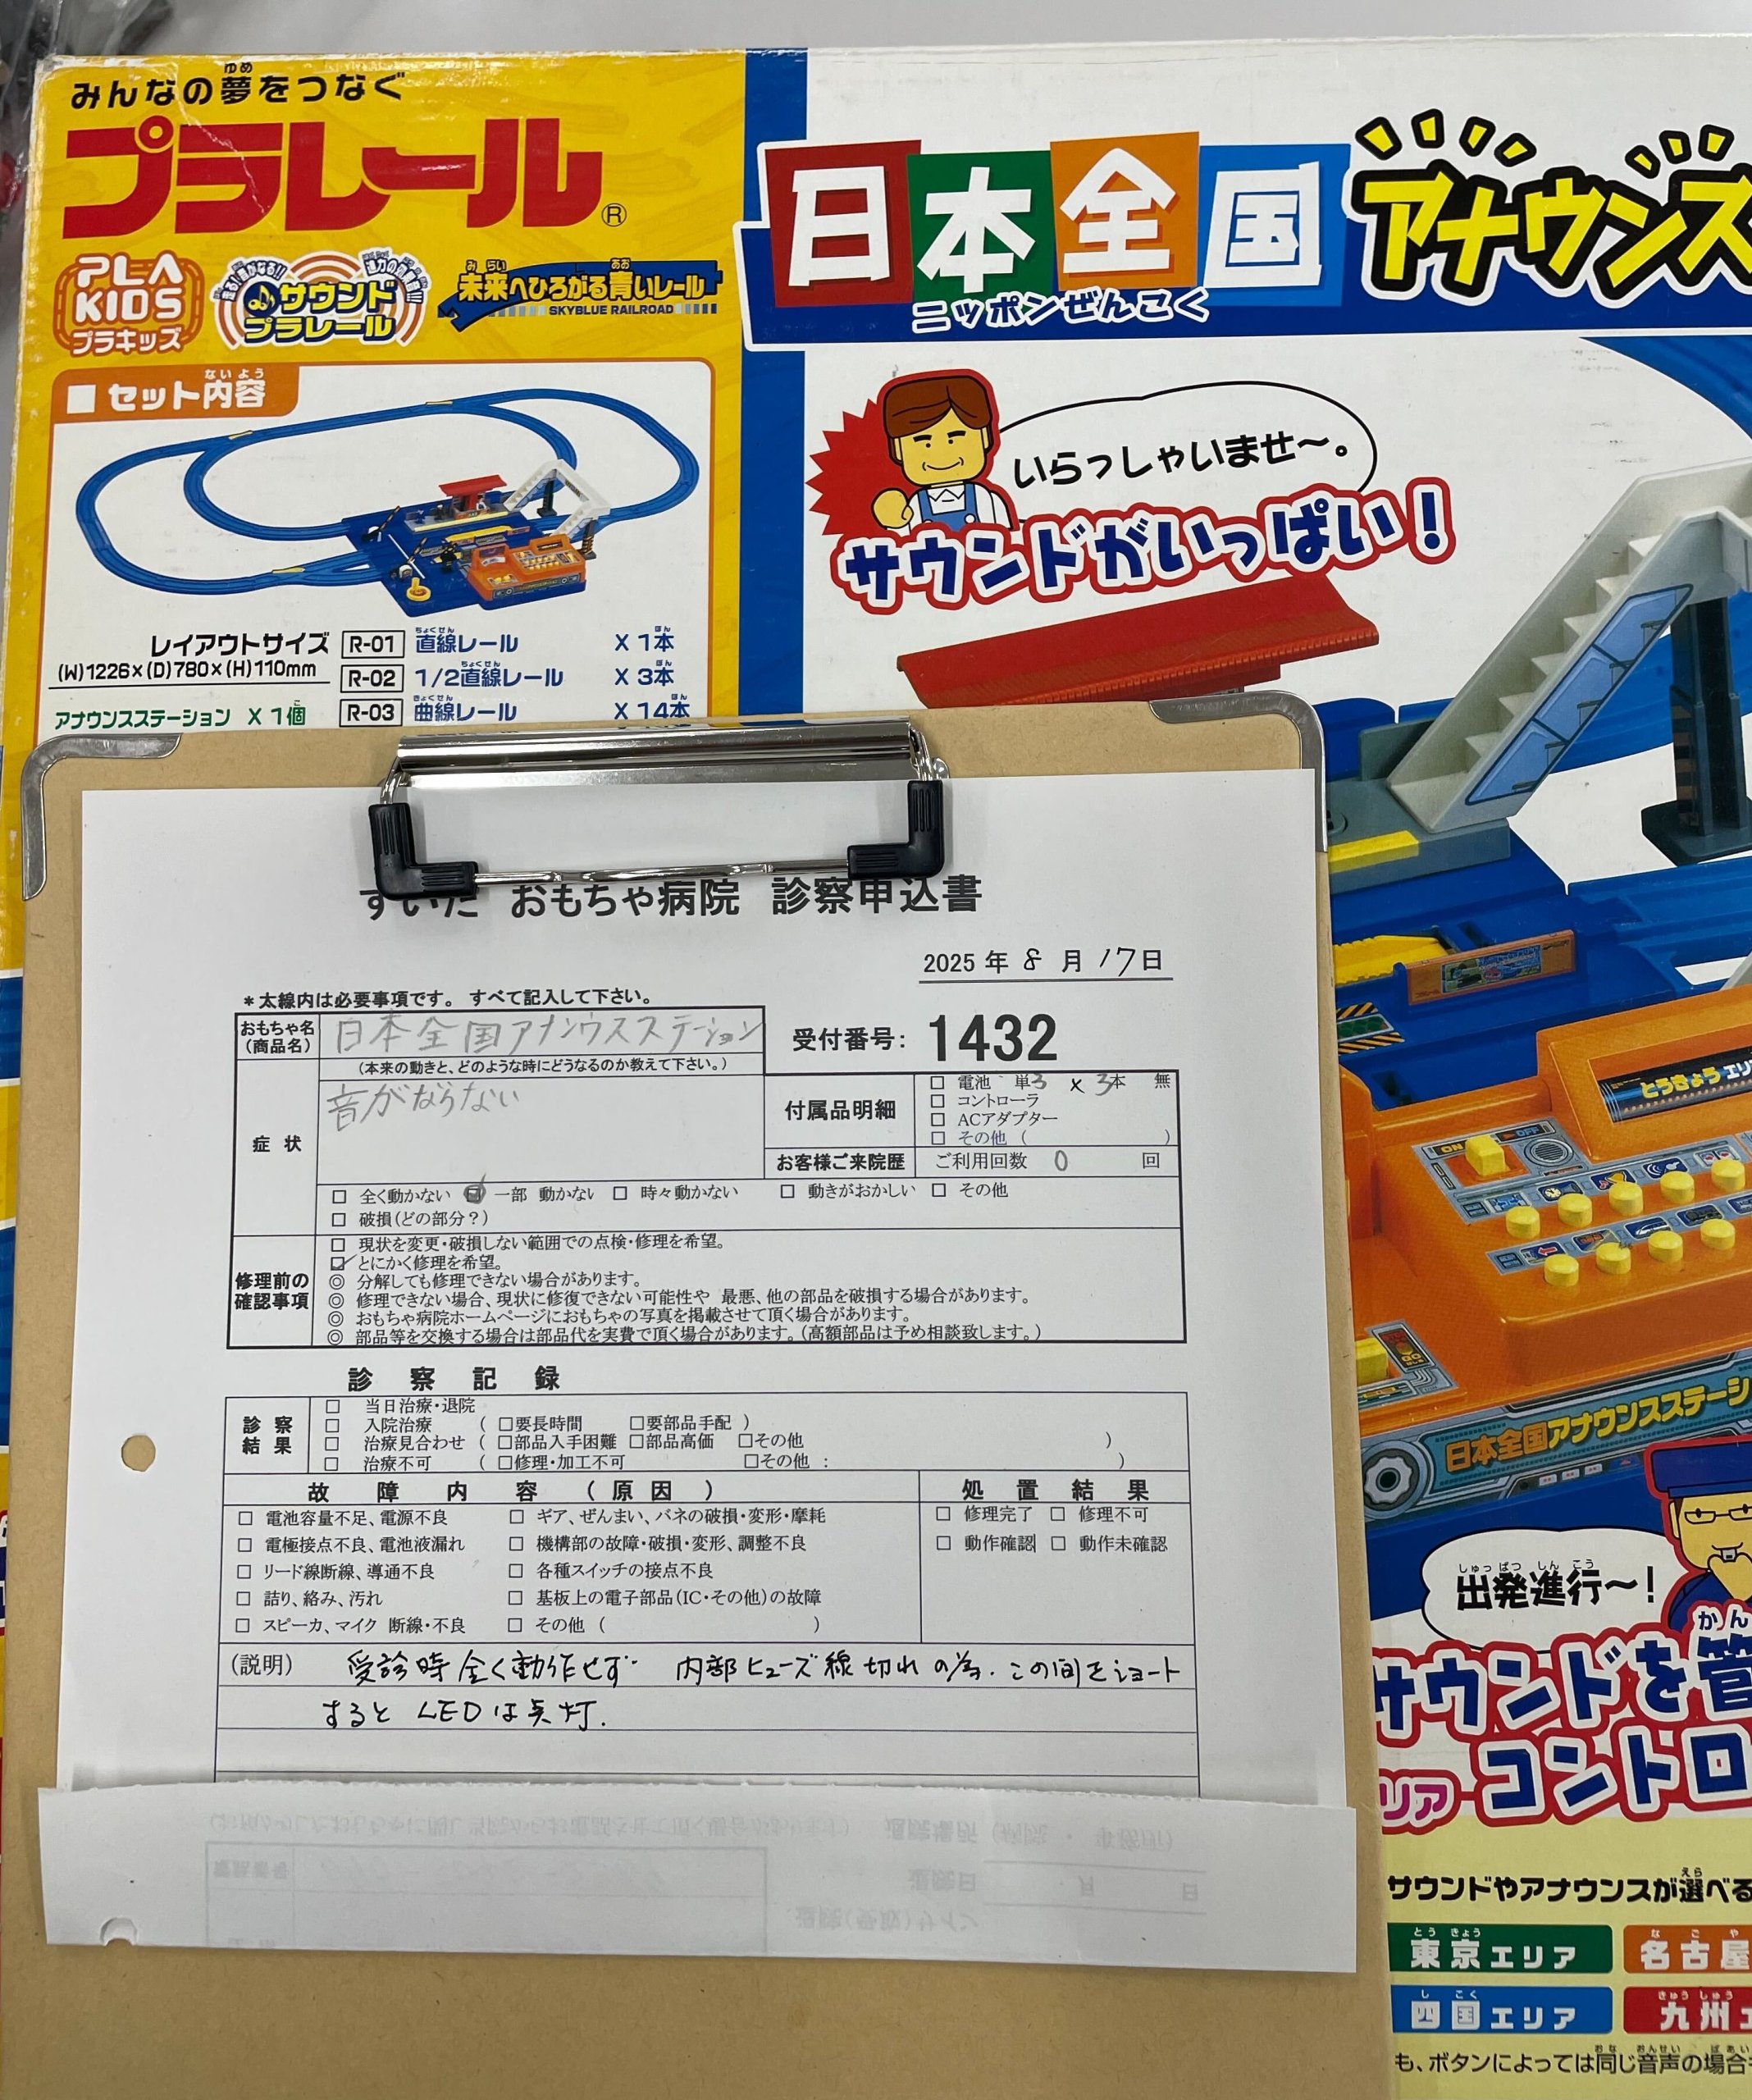 みんなの夢をつなぐ
プラレール®
PLA KIDS プラキッズ
サウンドプラレール
未来へひろがる青いレール
SKYBLUE RAILROAD
■セット内容
レイアウトサイズ
(W)1226×(D)780×(H)110mm
アナウンスステーション X 1個
R-01 直線レール X 1本
R-02 1/2直線レール X 3本
R-03 曲線レール X 14本
日本全国アナウンス
ニッポンぜんこく
いらっしゃいませ～。
サウンドがいっぱい！
とうきょうエリ
ON OFF
日本全国アナウンスステーシ
出発進行～！
サウンドを管
コントロ
リア
サウンドやアナウンスが選べる
東京エリア
名古屋
四国エリア
九州エ
も、ボタンによっては同じ音声の場合
すいた おもちゃ病院 診察申込書
2025年 8月 17日
＊太線内は必要事項です。すべて記入して下さい。
おもちゃ名(商品名) 日本全国アナンウスステーション
受付番号: 1432
(本来の動きと、どのような時にどうなるのか教えて下さい。)
症状
音がならない
付属品明細
□ 電池 単3 × 3本 無
□ コントローラ
□ ACアダプター
□ その他 ( )
お客様ご来院歴 ご利用回数 0 回
□ 全く動かない ☑ 一部 動かない □ 時々動かない □ 動きがおかしい □ その他
□ 破損(どの部分？)
修理前の確認事項
□ 現状を変更・破損しない範囲での点検・修理を希望。
☑ とにかく修理を希望。
◎ 分解しても修理できない場合があります。
◎ 修理できない場合、現状に修復できない可能性や 最悪、他の部品を破損する場合があります。
◎ おもちゃ病院ホームページにおもちゃの写真を掲載させて頂く場合があります。
◎ 部品等を交換する場合は部品代を実費で頂く場合があります。(高額部品は予め相談致します。)
診察記録
診察結果
□ 当日治療・退院
□ 入院治療 ( □要長時間 □要部品手配 )
□ 治療見合わせ ( □部品入手困難 □部品高価 □その他 )
□ 治療不可 ( □修理・加工不可 □その他 : )
故障内容 (原因)
処置結果
□ 電池容量不足、電源不良 □ ギア、ぜんまい、バネの破損・変形・摩耗
□ 修理完了 □ 修理不可
□ 電極接点不良、電池液漏れ □ 機構部の故障・破損・変形、調整不良
□ 動作確認 □ 動作未確認
□ リード線断線、導通不良 □ 各種スイッチの接点不良
□ 詰り、絡み、汚れ □ 基板上の電子部品(IC・その他)の故障
□ スピーカ、マイク 断線・不良 □ その他 ( )
(説明) 受診時全く動作せず 内部ヒューズ線切れの為. この間をショート
すると LEDは点灯.